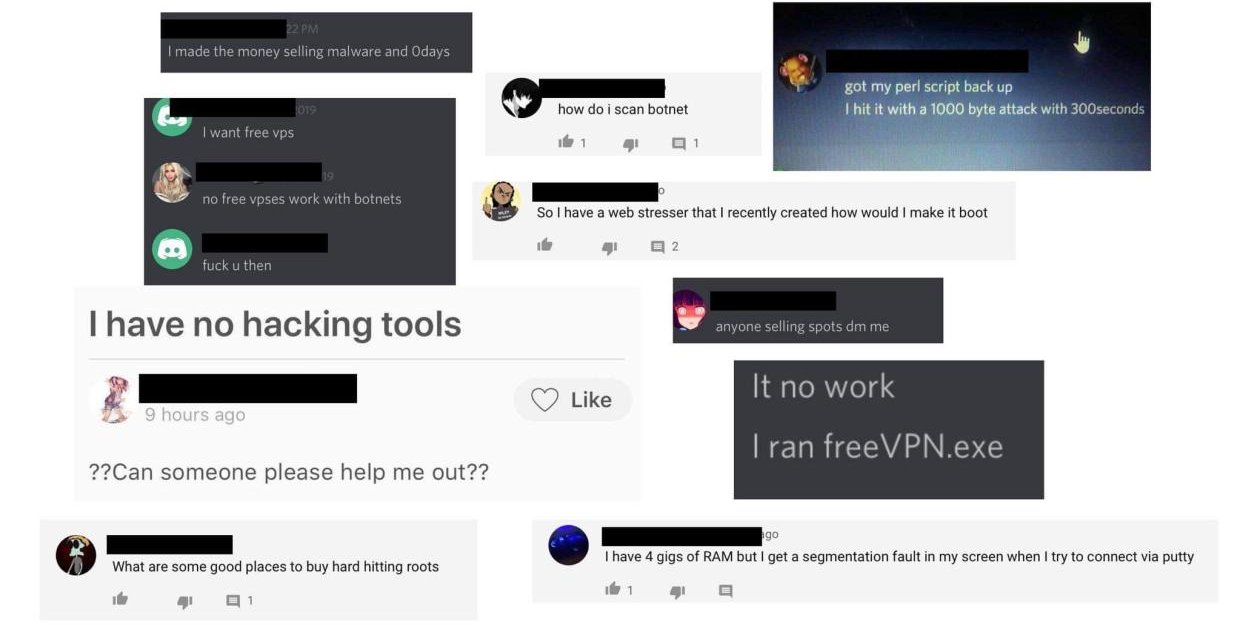 22 PM
I made the money selling malware and 0days
019
I want free vps
19
no free vpses work with botnets
fuck u then
how do i scan botnet
1
1
got my perl script back up
I hit it with a 1000 byte attack with 300seconds
o
So I have a web stresser that I recently created how would I make it boot
2
I have no hacking tools
9 hours ago
Like
??Can someone please help me out??
anyone selling spots dm me
It no work
I ran freeVPN.exe
What are some good places to buy hard hitting roots
1
ago
I have 4 gigs of RAM but I get a segmentation fault in my screen when I try to connect via putty
1